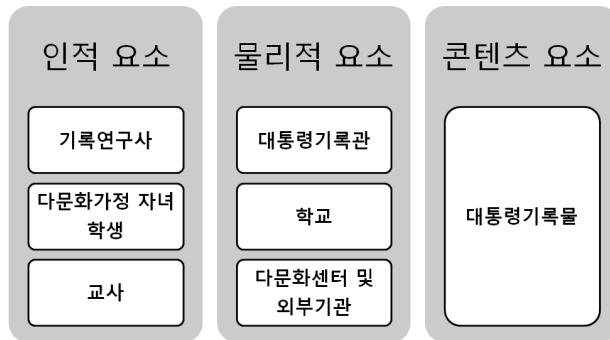 인적 요소
기록연구사
다문화가정 자녀
학생
교사
물리적 요소
대통령기록관
학교
다문화센터 및
외부기관
콘텐츠 요소
대통령기록물